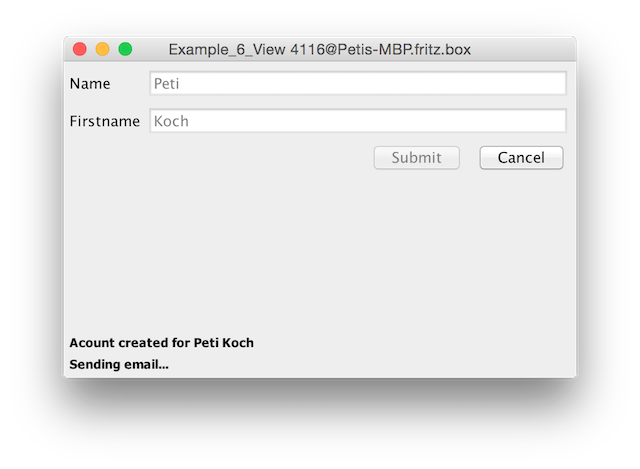 Example_6_View 4116@Petis-MBP.fritz.box
Name Peti
Firstname Koch
Submit Cancel
Acount created for Peti Koch
Sending email...